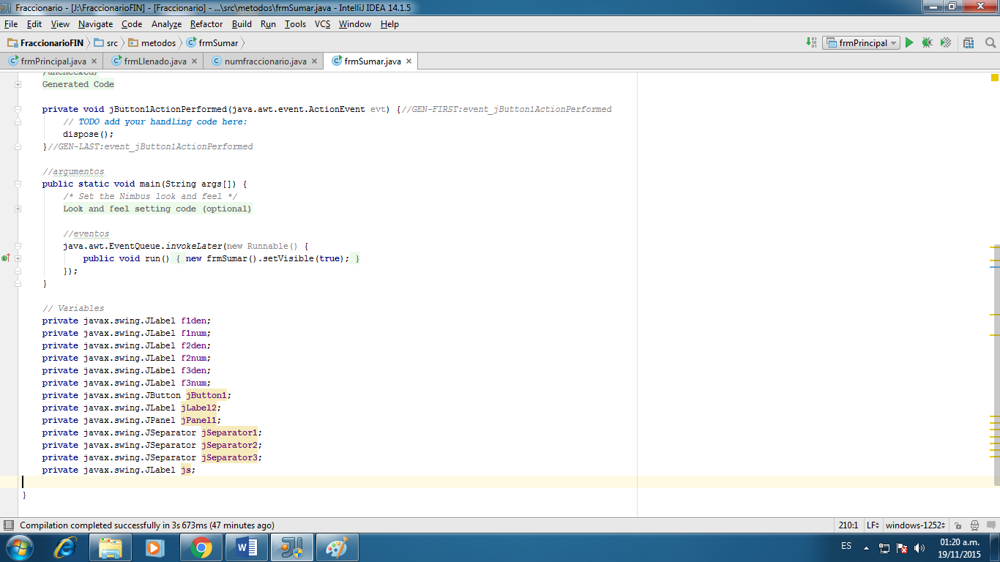 Fraccionario - [J:\FraccionarioFIN] - [Fraccionario] - ...\src\metodos\frmSumar.java - IntelliJ IDEA 14.1.5
File Edit View Navigate Code Analyze Refactor Build Run Tools VCS Window Help
FraccionarioFIN src metodos frmSumar frmPrincipal
frmPrincipal.java frmLlenado.java numfraccionario.java frmSumar.java
/unchecked/
Generated Code
private void jButton1ActionPerformed(java.awt.event.ActionEvent evt) {//GEN-FIRST:event_jButton1ActionPerformed
// TODO add your handling code here:
dispose();
}//GEN-LAST:event_jButton1ActionPerformed
//argumentos
public static void main(String args[]) {
/* Set the Nimbus look and feel */
Look and feel setting code (optional)
//eventos
java.awt.EventQueue.invokeLater(new Runnable() {
public void run() { new frmSumar().setVisible(true); }
});
}
// Variables
private javax.swing.JLabel f1den;
private javax.swing.JLabel f1num;
private javax.swing.JLabel f2den;
private javax.swing.JLabel f2num;
private javax.swing.JLabel f3den;
private javax.swing.JLabel f3num;
private javax.swing.JButton jButton1;
private javax.swing.JLabel jLabel2;
private javax.swing.JPanel jPanel1;
private javax.swing.JSeparator jSeparator1;
private javax.swing.JSeparator jSeparator2;
private javax.swing.JSeparator jSeparator3;
private javax.swing.JLabel js;
}
Compilation completed successfully in 3s 673ms (47 minutes ago) 210:1 LF windows-1252
ES 01:20 a.m.
19/11/2015